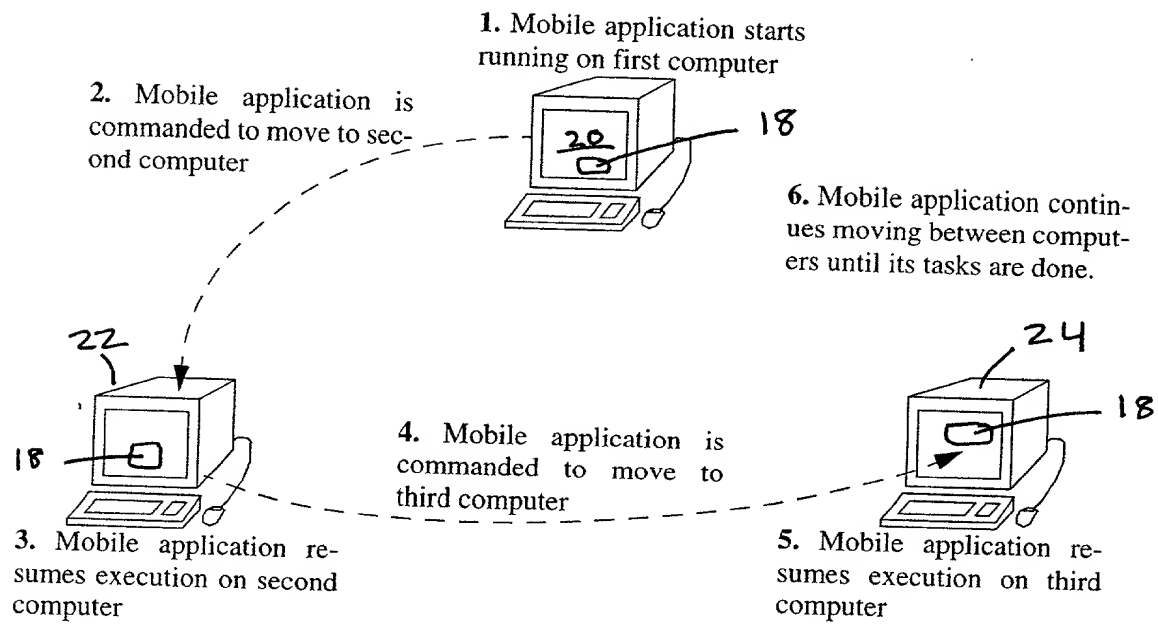 1. Mobile application starts
running on first computer
2. Mobile application is
commanded to move to sec-
ond computer
20
18
6. Mobile application contin-
ues moving between comput-
ers until its tasks are done.
22
24
18
18
4. Mobile application is
commanded to move to
third computer
3. Mobile application re-
sumes execution on second
computer
5. Mobile application re-
sumes execution on third
computer